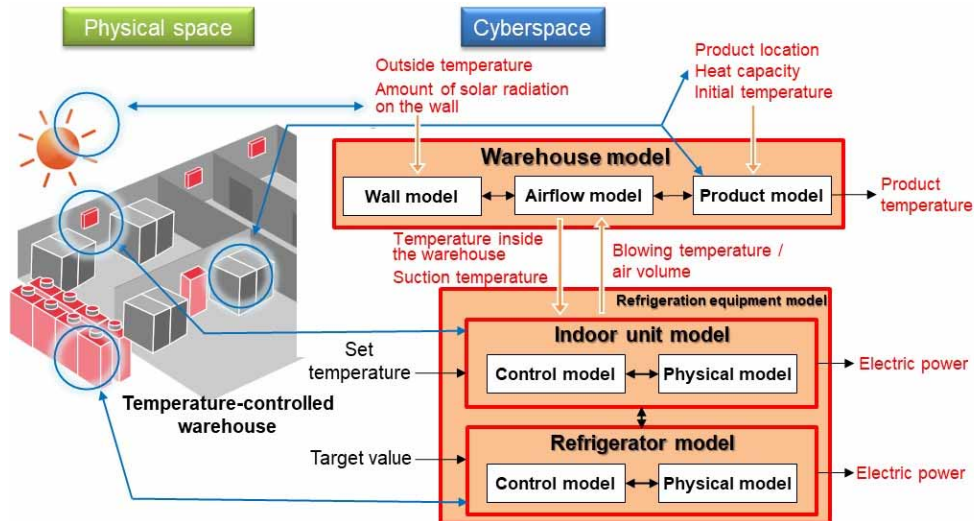 Physical space
Cyberspace
Outside temperature
Amount of solar radiation
on the wall
Product location
Heat capacity
Initial temperature
Warehouse model
Wall model
Airflow model
Product model
Product
temperature
Temperature inside
the warehouse
Suction temperature
Blowing temperature /
air volume
Refrigeration equipment model
Indoor unit model
Set
temperature
Control model
Physical model
Electric power
Temperature-controlled
warehouse
Refrigerator model
Target value
Control model
Physical model
Electric power